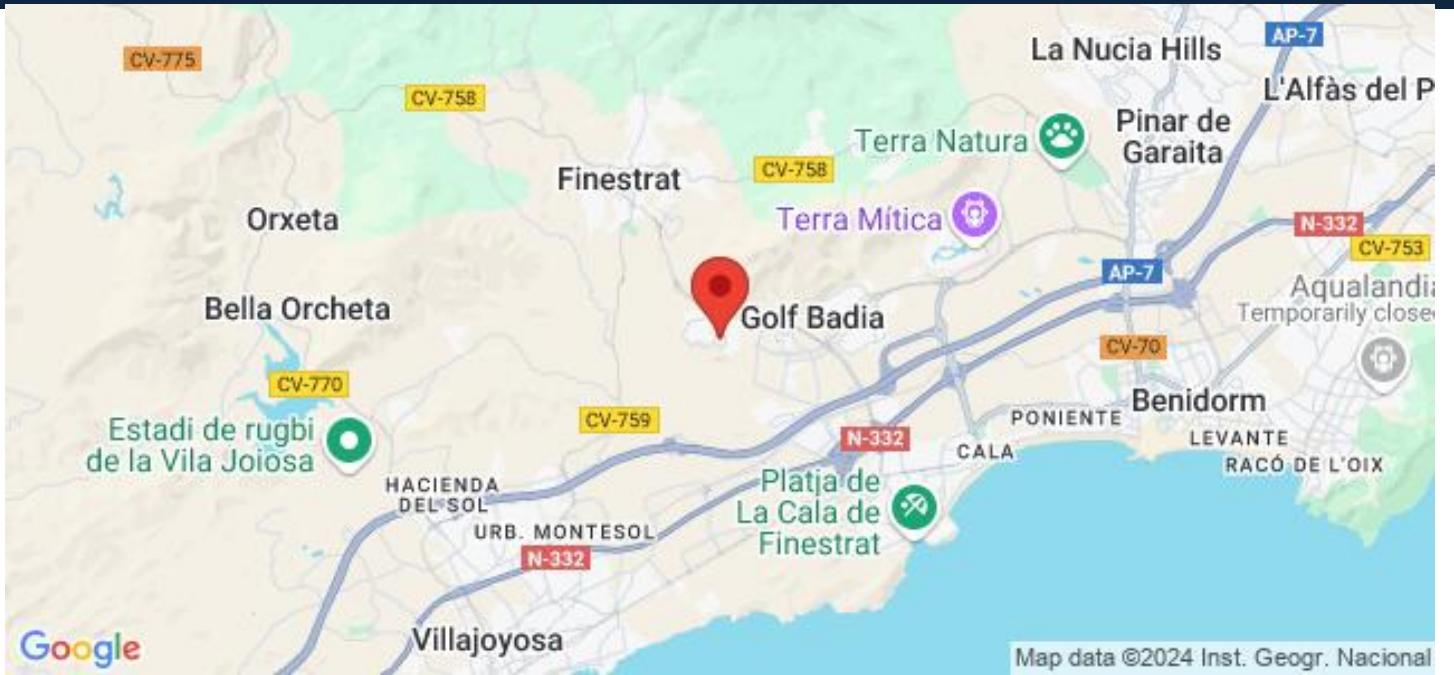 La Nucia Hills
AP-7
CV-775
L'Alfàs del P
CV-758
Terra Natura
Pinar de
Garaita
CV-758
Finestrat
Orxeta
Terra Mítica
N-332
CV-753
AP-7
Aqualandia
Temporarily close
Bella Orcheta
Golf Badia
CV-70
CV-770
Benidorm
PONIENTE
CV-759
Estadi de rugbi
de la Vila Joiosa
N-332
CALA
LEVANTE
RACÓ DE L'OIX
HACIENDA
DEL SOL
Platja de
La Cala de
Finestrat
URB. MONTESOL
N-332
Villajoyosa
Google
Map data ©2024 Inst. Geogr. Nacional